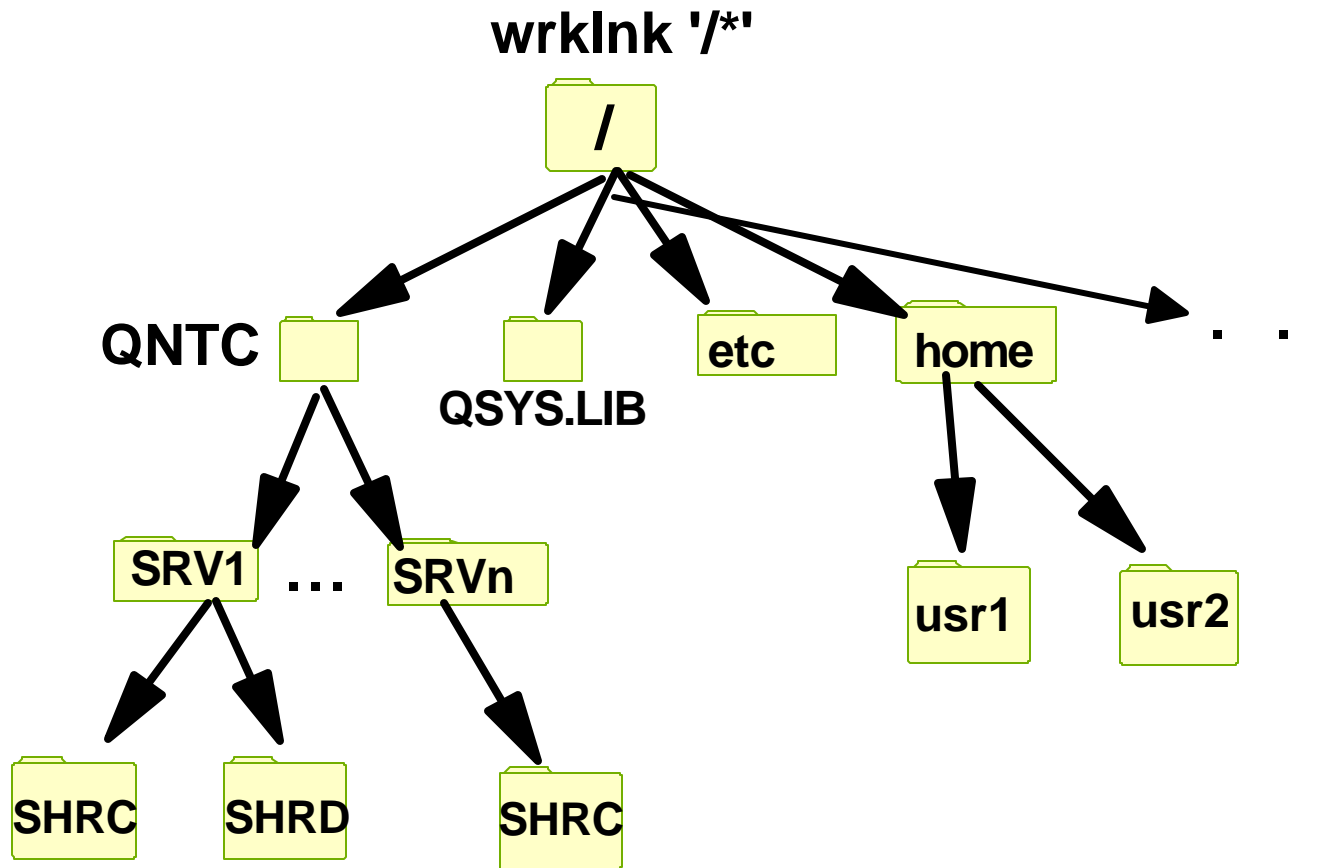 wrklnk '/*'
/
QNTC
QSYS.LIB
etc
home
. .
SRV1
...
SRVn
usr1
usr2
SHRC
SHRD
SHRC